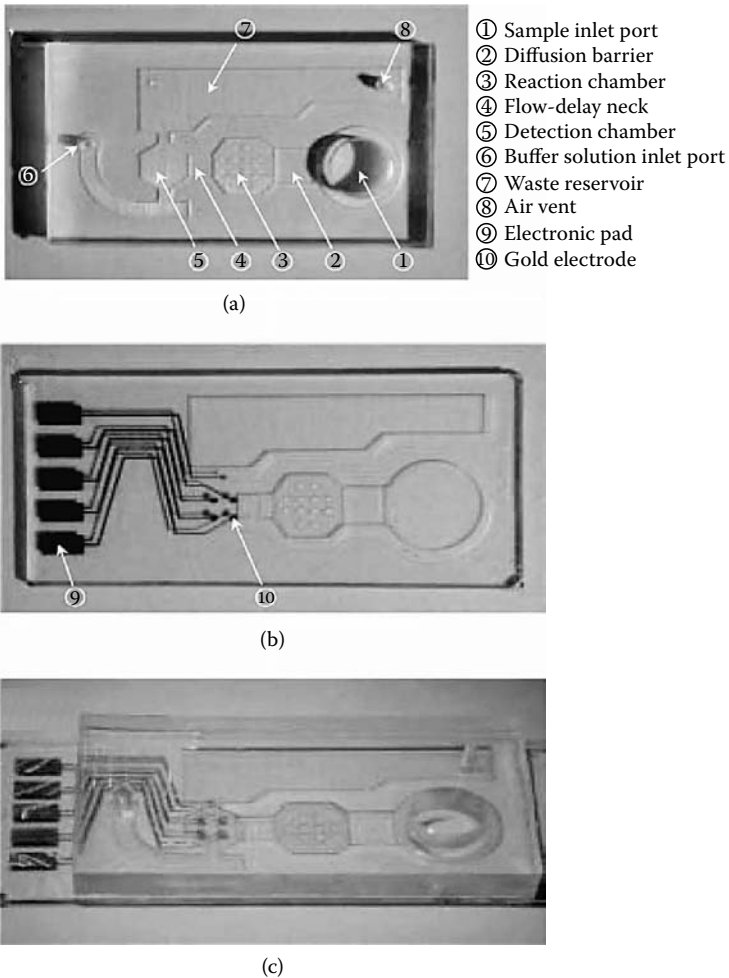 ⑦
⑧
⑥
⑤ ④ ③ ② ①
① Sample inlet port
② Diffusion barrier
③ Reaction chamber
④ Flow-delay neck
⑤ Detection chamber
⑥ Buffer solution inlet port
⑦ Waste reservoir
⑧ Air vent
⑨ Electronic pad
⑩ Gold electrode
(a)
⑨ ⑩
(b)
(c)